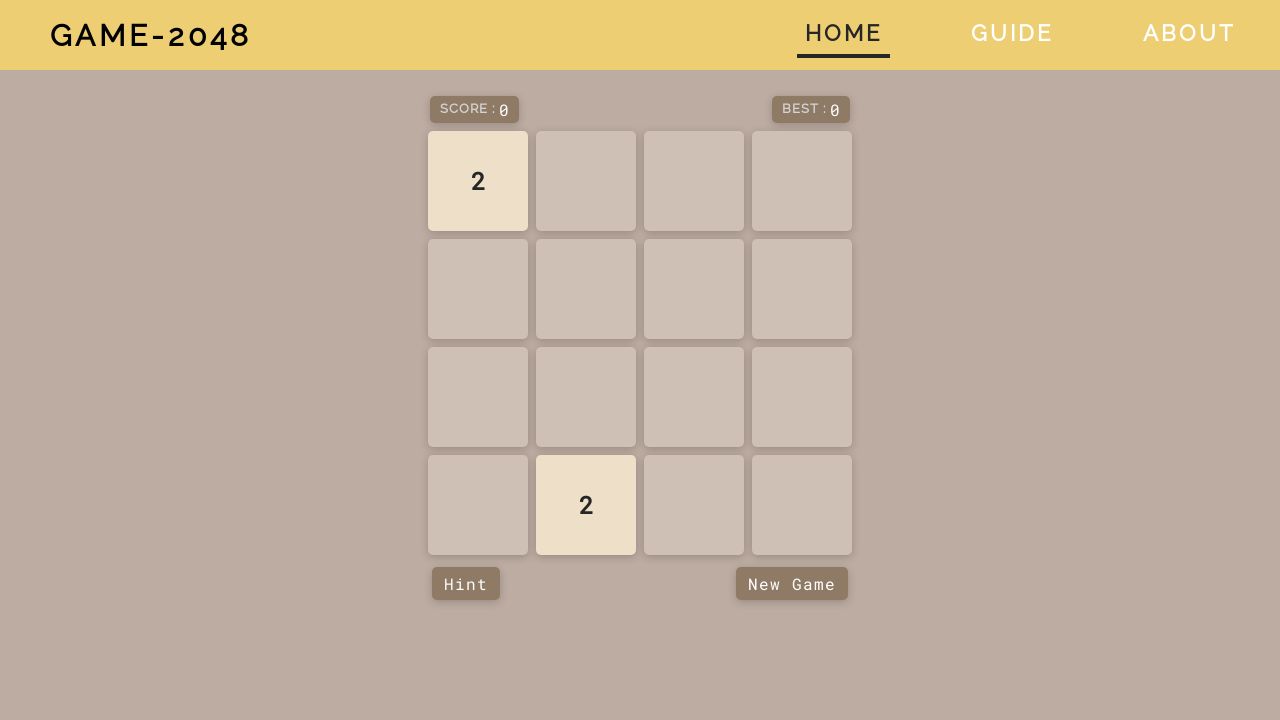 GAME-2048 HOME GUIDE ABOUT
SCORE : 0 BEST : 0
2
2
Hint New Game